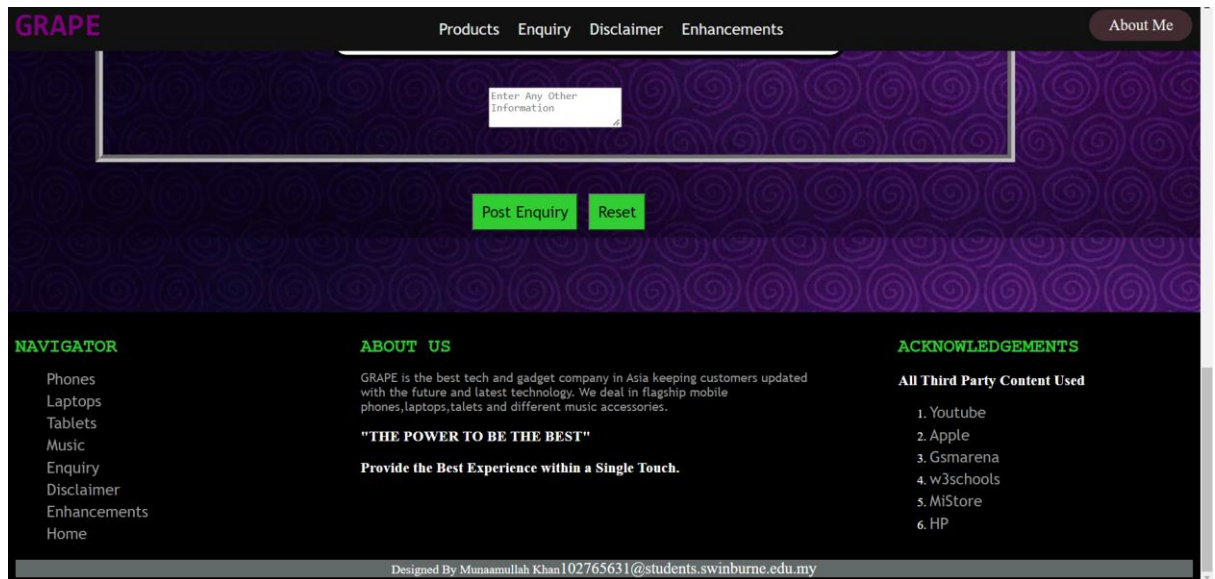 GRAPE
Products Enquiry Disclaimer Enhancements
About Me
Enter Any Other
Information
Post Enquiry Reset
NAVIGATOR
Phones
Laptops
Tablets
Music
Enquiry
Disclaimer
Enhancements
Home
ABOUT US
GRAPE is the best tech and gadget company in Asia keeping customers updated
with the future and latest technology. We deal in flagship mobile
phones,laptops,talets and different music accessories.
"THE POWER TO BE THE BEST"
Provide the Best Experience within a Single Touch.
ACKNOWLEDGEMENTS
All Third Party Content Used
1. Youtube
2. Apple
3. Gsmarena
4. w3schools
5. MiStore
6. HP
Designed By Munaamullah Khan102765631@students.swinburne.edu.my